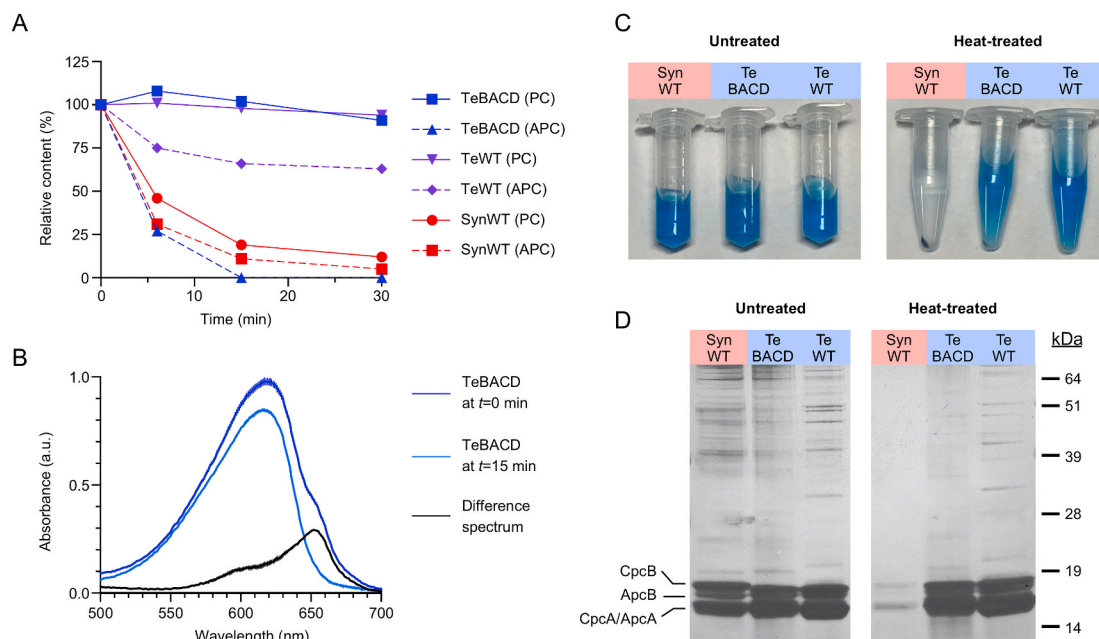 A
Relative content (%)
125
100
75
50
25
0
0
10
20
30
Time (min)
TeBACD (PC)
TeBACD (APC)
TeWT (PC)
TeWT (APC)
SynWT (PC)
SynWT (APC)
B
Absorbance (a.u.)
1.0
0.5
0.0
500
550
600
650
700
Wavelength (nm)
TeBACD
at t=0 min
TeBACD
at t=15 min
Difference
spectrum
C
Untreated
Heat-treated
Syn
WT
Te
BACD
Te
WT
Syn
WT
Te
BACD
Te
WT
D
Untreated
Heat-treated
Syn
WT
Te
BACD
Te
WT
Syn
WT
Te
BACD
Te
WT
kDa
64
51
39
28
19
14
CpcB
ApcB
CpcA/ApcA